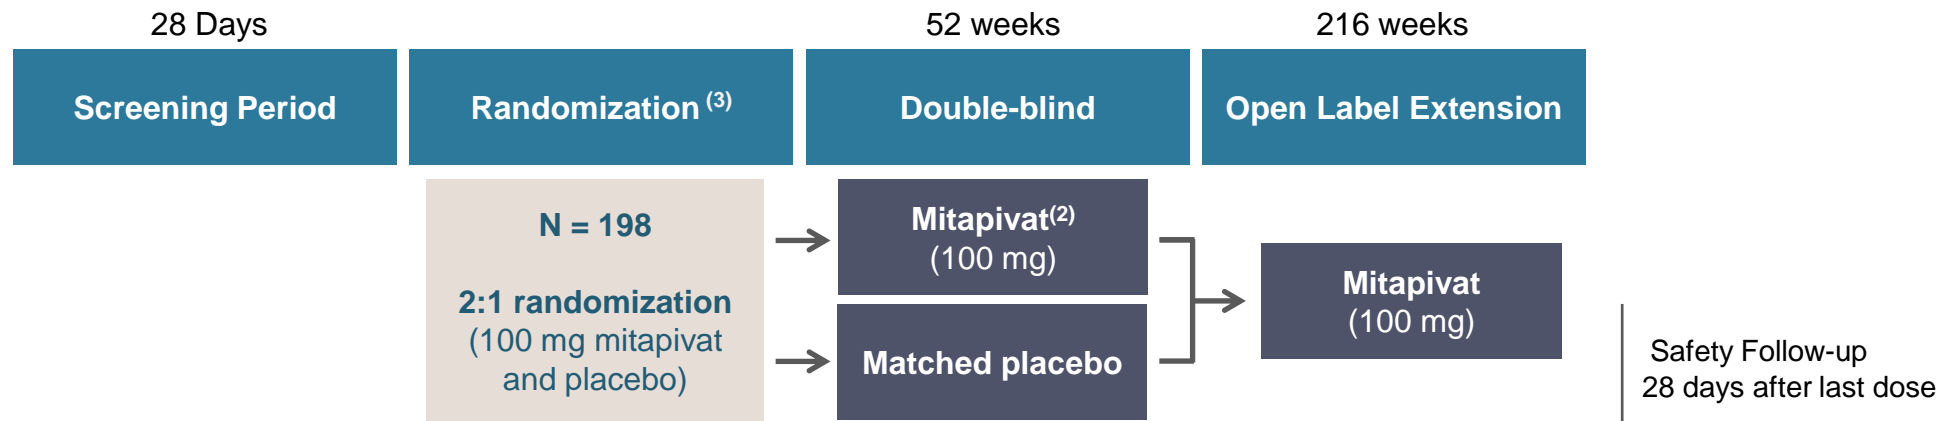 28 Days
52 weeks
216 weeks
Screening Period
Randomization (3)
Double-blind
Open Label Extension
N = 198
2:1 randomization
(100 mg mitapivat
and placebo)
Mitapivat(2)
(100 mg)
Matched placebo
Mitapivat
(100 mg)
Safety Follow-up
28 days after last dose